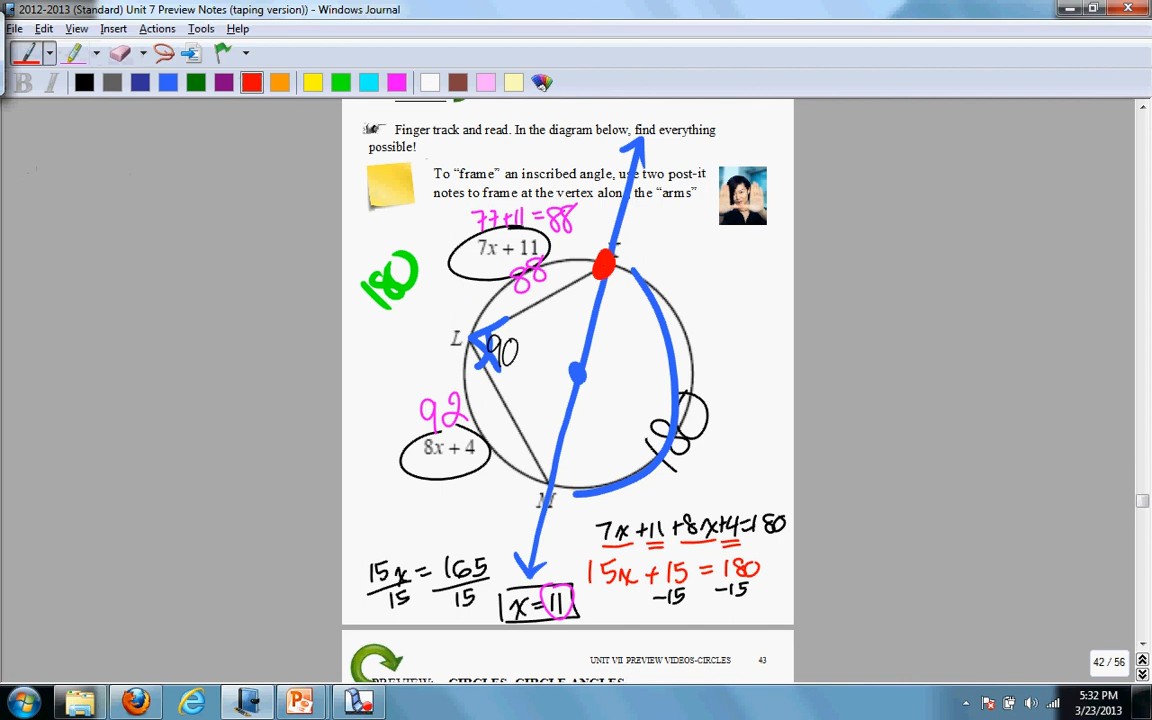 2012-2013 (Standard) Unit 7 Preview Notes (taping version)) - Windows Journal
File Edit View Insert Actions Tools Help
B I
Finger track and read. In the diagram below, find everything
possible!
To “frame” an inscribed angle, use two post-it
notes to frame at the vertex along the “arms”
77+11=88
7x + 11
88
180
L
90
92
8x + 4
180
M
7x+11+8x+4=180
15x+15=180
-15 -15
15x = 165
15 15
x=11
UNIT VII PREVIEW VIDEOS-CIRCLES 43
PREVIEW: CIRCLES CIRCLE ANGLES
42 / 56
5:32 PM
3/23/2013